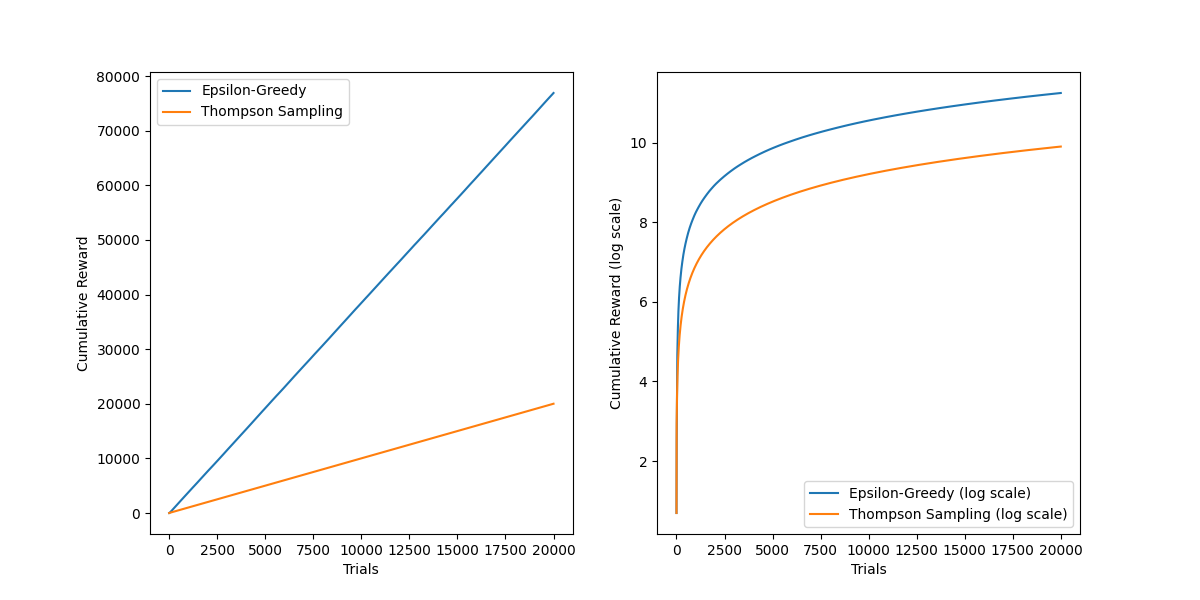 Cumulative Reward
80000
70000
60000
50000
40000
30000
20000
10000
0
Epsilon-Greedy
Thompson Sampling
0 2500 5000 7500 10000 12500 15000 17500 20000
Trials
Cumulative Reward (log scale)
10
8
6
4
2
Epsilon-Greedy (log scale)
Thompson Sampling (log scale)
0 2500 5000 7500 10000 12500 15000 17500 20000
Trials